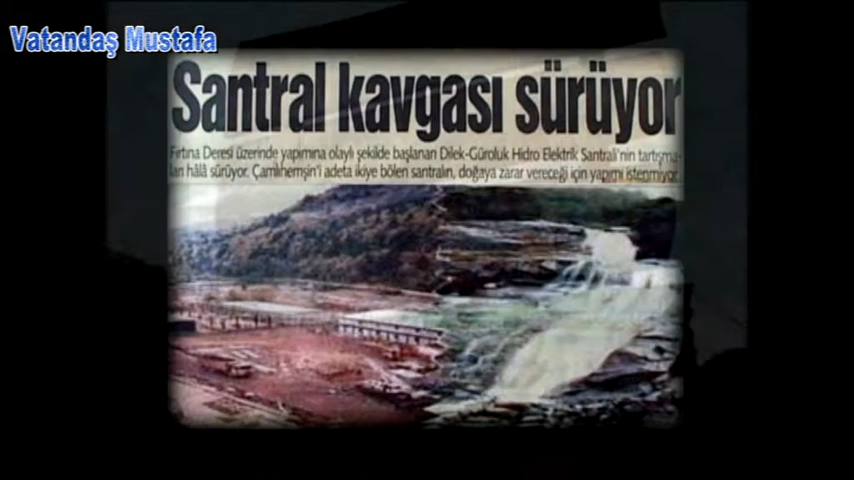 Vatandaş Mustafa
Santral kavgası sürüyor
Fırtına Deresi üzerinde yapımına olaylı şekilde başlanan Dilek-Güroluk Hidro Elektrik Santrali'nin tartışma-
ları hâlâ sürüyor. Çamlıhemşin'i adeta ikiye bölen santralın, doğaya zarar vereceği için yapımı istenmiyor.